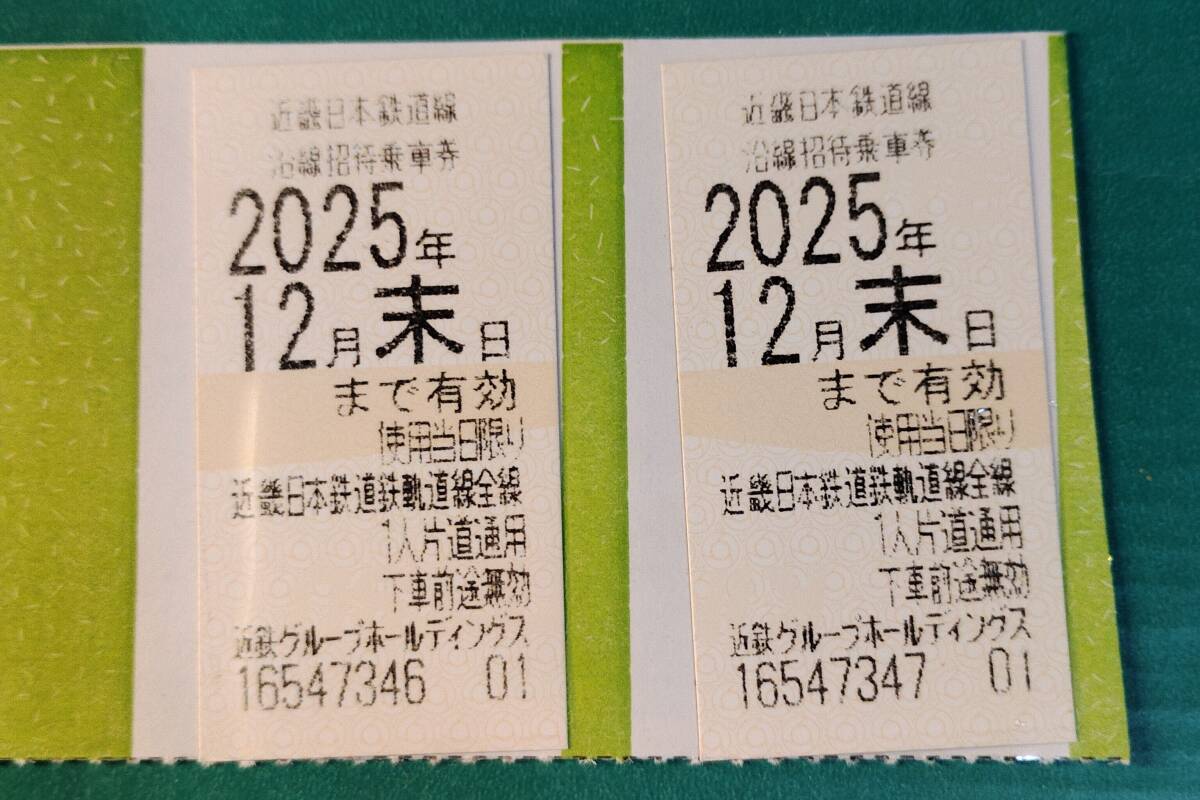 近畿日本鉄道線
沿線招待乗車券
2025年
12月末日
まで有効
使用当日限り
近畿日本鉄道鉄軌道線全線
1人片道通用
下車前途無効
近鉄グループホールディングス
16547346 01
近畿日本鉄道線
沿線招待乗車券
2025年
12月末日
まで有効
使用当日限り
近畿日本鉄道鉄軌道線全線
1人片道通用
下車前途無効
近鉄グループホールディングス
16547347 01